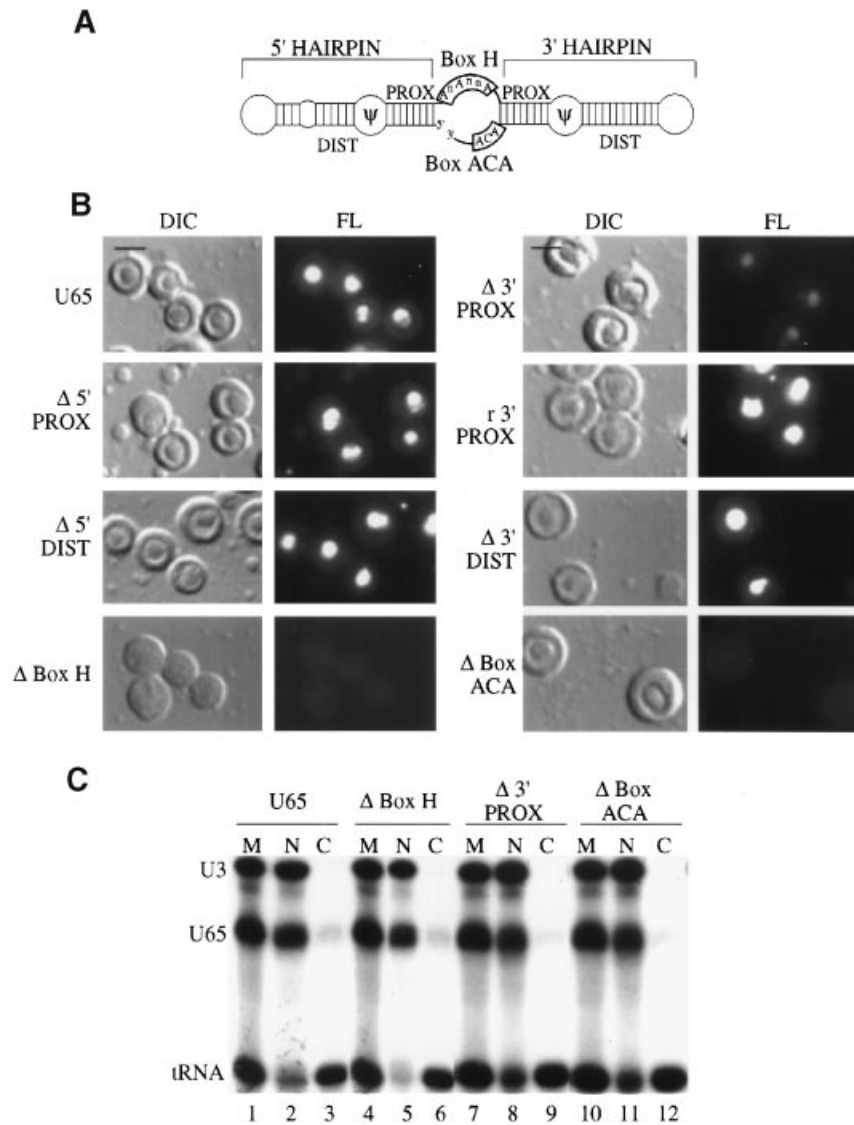 A
5' HAIRPIN
3' HAIRPIN
Box H
PROX
AnAnnA
PROX
Ψ
5'
3'
ACA
Ψ
DIST
Box ACA
DIST
B
DIC FL DIC FL
U65
Δ 3'
PROX
Δ 5'
PROX
r 3'
PROX
Δ 5'
DIST
Δ 3'
DIST
Δ Box H
Δ Box
ACA
C
U65
Δ Box H
Δ 3'
PROX
Δ Box
ACA
M N C M N C M N C M N C
U3
U65
tRNA
1 2 3 4 5 6 7 8 9 10 11 12